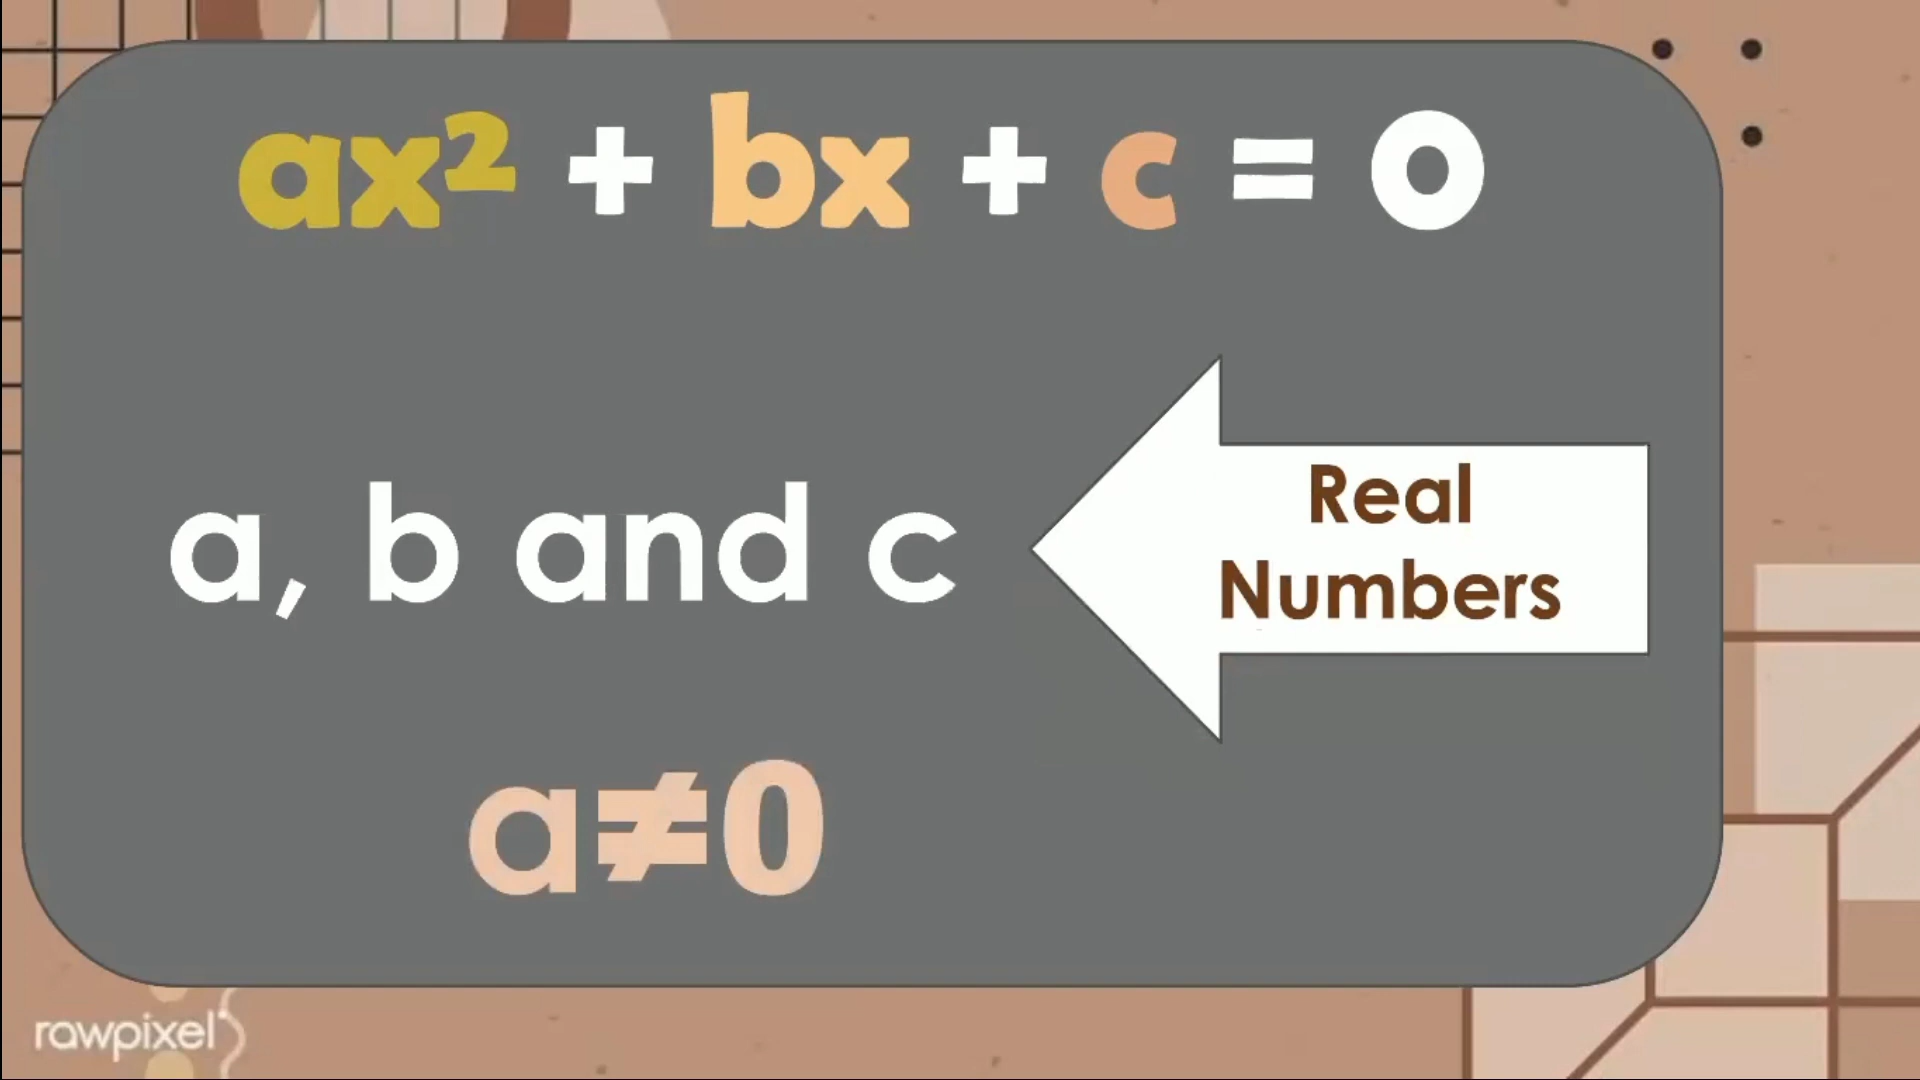 ax² + bx + c = 0
a, b and c
Real
Numbers
a≠0
rawpixel